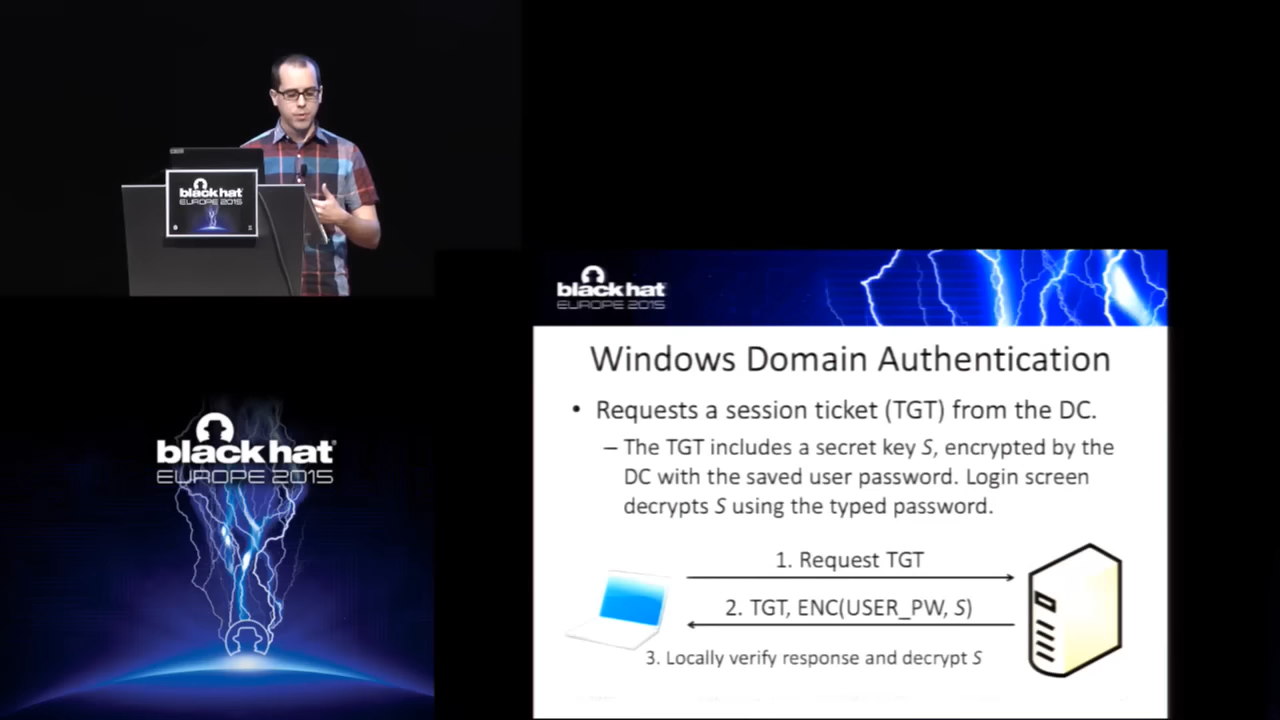 black hat
EUROPE 2015
black hat
EUROPE 2015
Windows Domain Authentication
• Requests a session ticket (TGT) from the DC.
– The TGT includes a secret key S, encrypted by the
DC with the saved user password. Login screen
decrypts S using the typed password.
1. Request TGT
2. TGT, ENC(USER_PW, S)
3. Locally verify response and decrypt S
black hat
EUROPE 2015